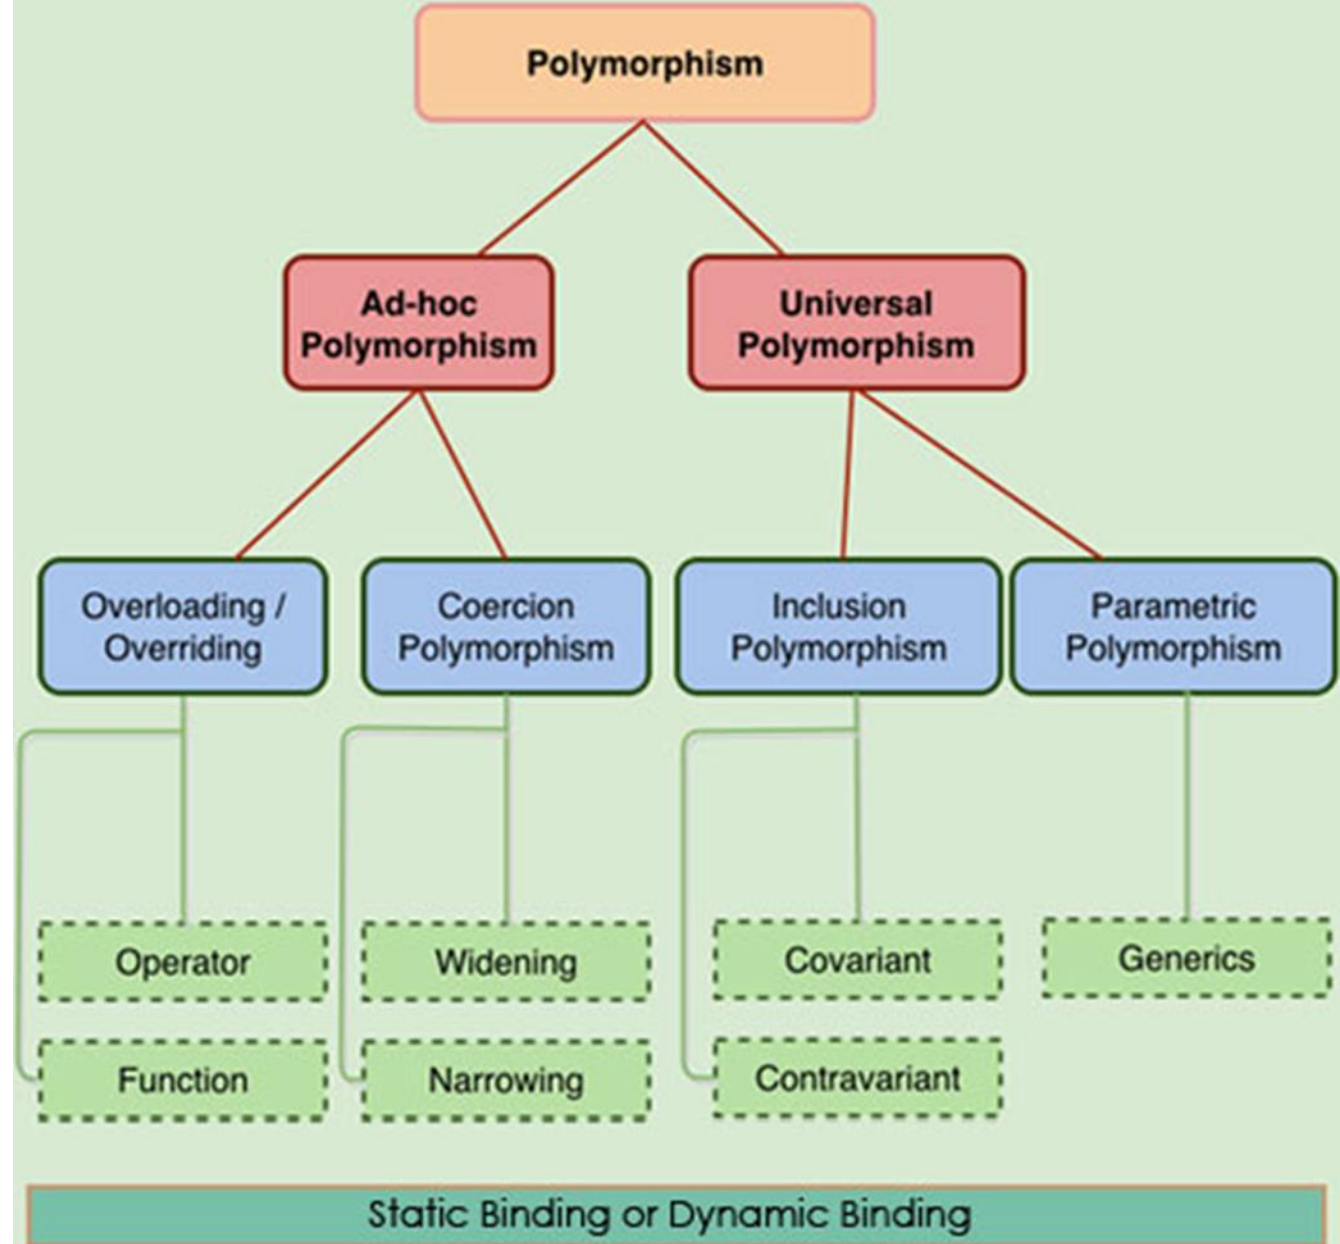 Polymorphism
Ad-hoc
Polymorphism
Universal
Polymorphism
Overloading /
Overriding
Coercion
Polymorphism
Inclusion
Polymorphism
Parametric
Polymorphism
Operator
Widening
Covariant
Generics
Function
Narrowing
Contravariant
Static Binding or Dynamic Binding